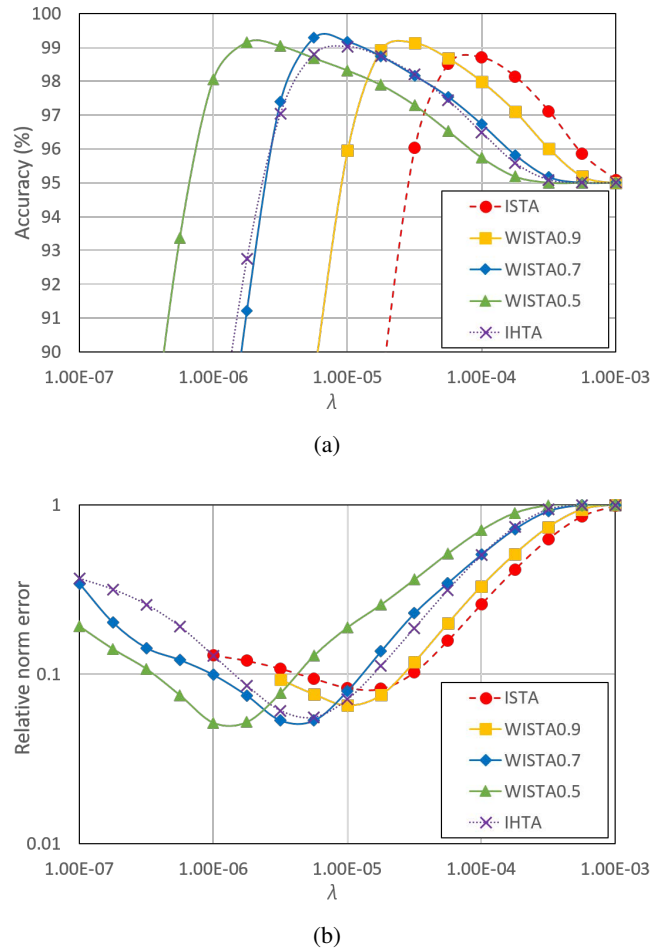 100
99
98
97
96
95
94
93
92
91
90
Accuracy (%)
ISTA
WISTA0.9
WISTA0.7
WISTA0.5
IHTA
1.00E-07 1.00E-06 1.00E-05 1.00E-04 1.00E-03
λ
(a)
1
0.1
0.01
Relative norm error
ISTA
WISTA0.9
WISTA0.7
WISTA0.5
IHTA
1.00E-07 1.00E-06 1.00E-05 1.00E-04 1.00E-03
λ
(b)